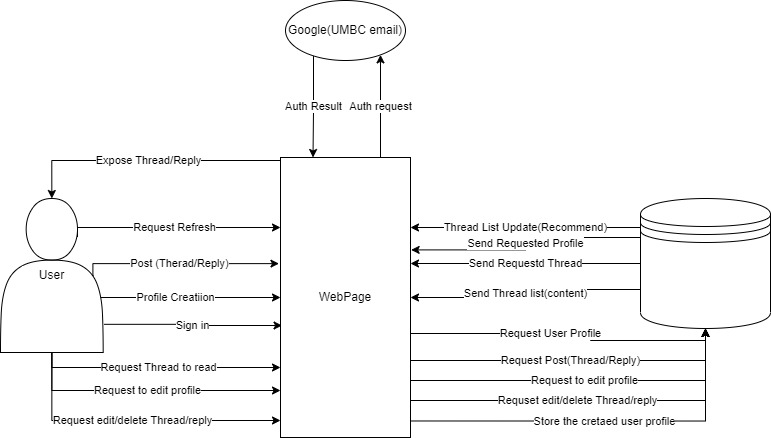 Google(UMBC email)
Auth Result
Auth request
Expose Thread/Reply
Request Refresh
Thread List Update(Recommend)
Send Requested Profile
Post (Therad/Reply)
Send Requestd Thread
User
Profile Creatiion
WebPage
Send Thread list(content)
Sign in
Request User Profile
Request Thread to read
Request Post(Thread/Reply)
Request to edit profile
Request to edit profile
Requset edit/delete Thread/reply
Request edit/delete Thread/reply
Store the cretaed user profile